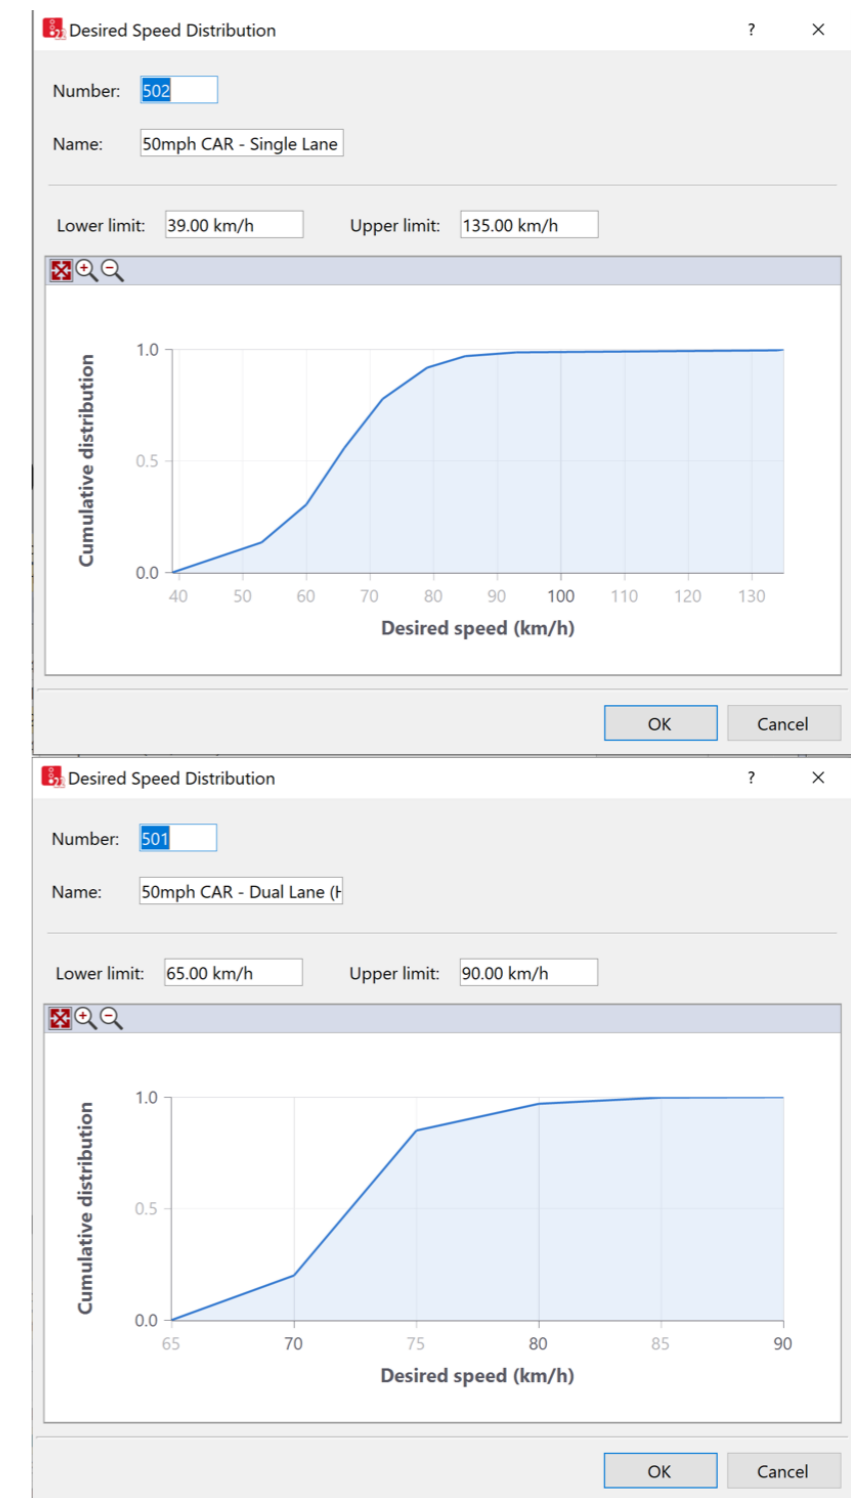 Desired Speed Distribution ? ×
Number: 502
Name: 50mph CAR - Single Lane
Lower limit: 39.00 km/h Upper limit: 135.00 km/h
1.0
0.5
0.0
Cumulative distribution
40 50 60 70 80 90 100 110 120 130
Desired speed (km/h)
OK Cancel
Desired Speed Distribution ? ×
Number: 501
Name: 50mph CAR - Dual Lane (H
Lower limit: 65.00 km/h Upper limit: 90.00 km/h
1.0
0.5
0.0
Cumulative distribution
65 70 75 80 85 90
Desired speed (km/h)
OK Cancel